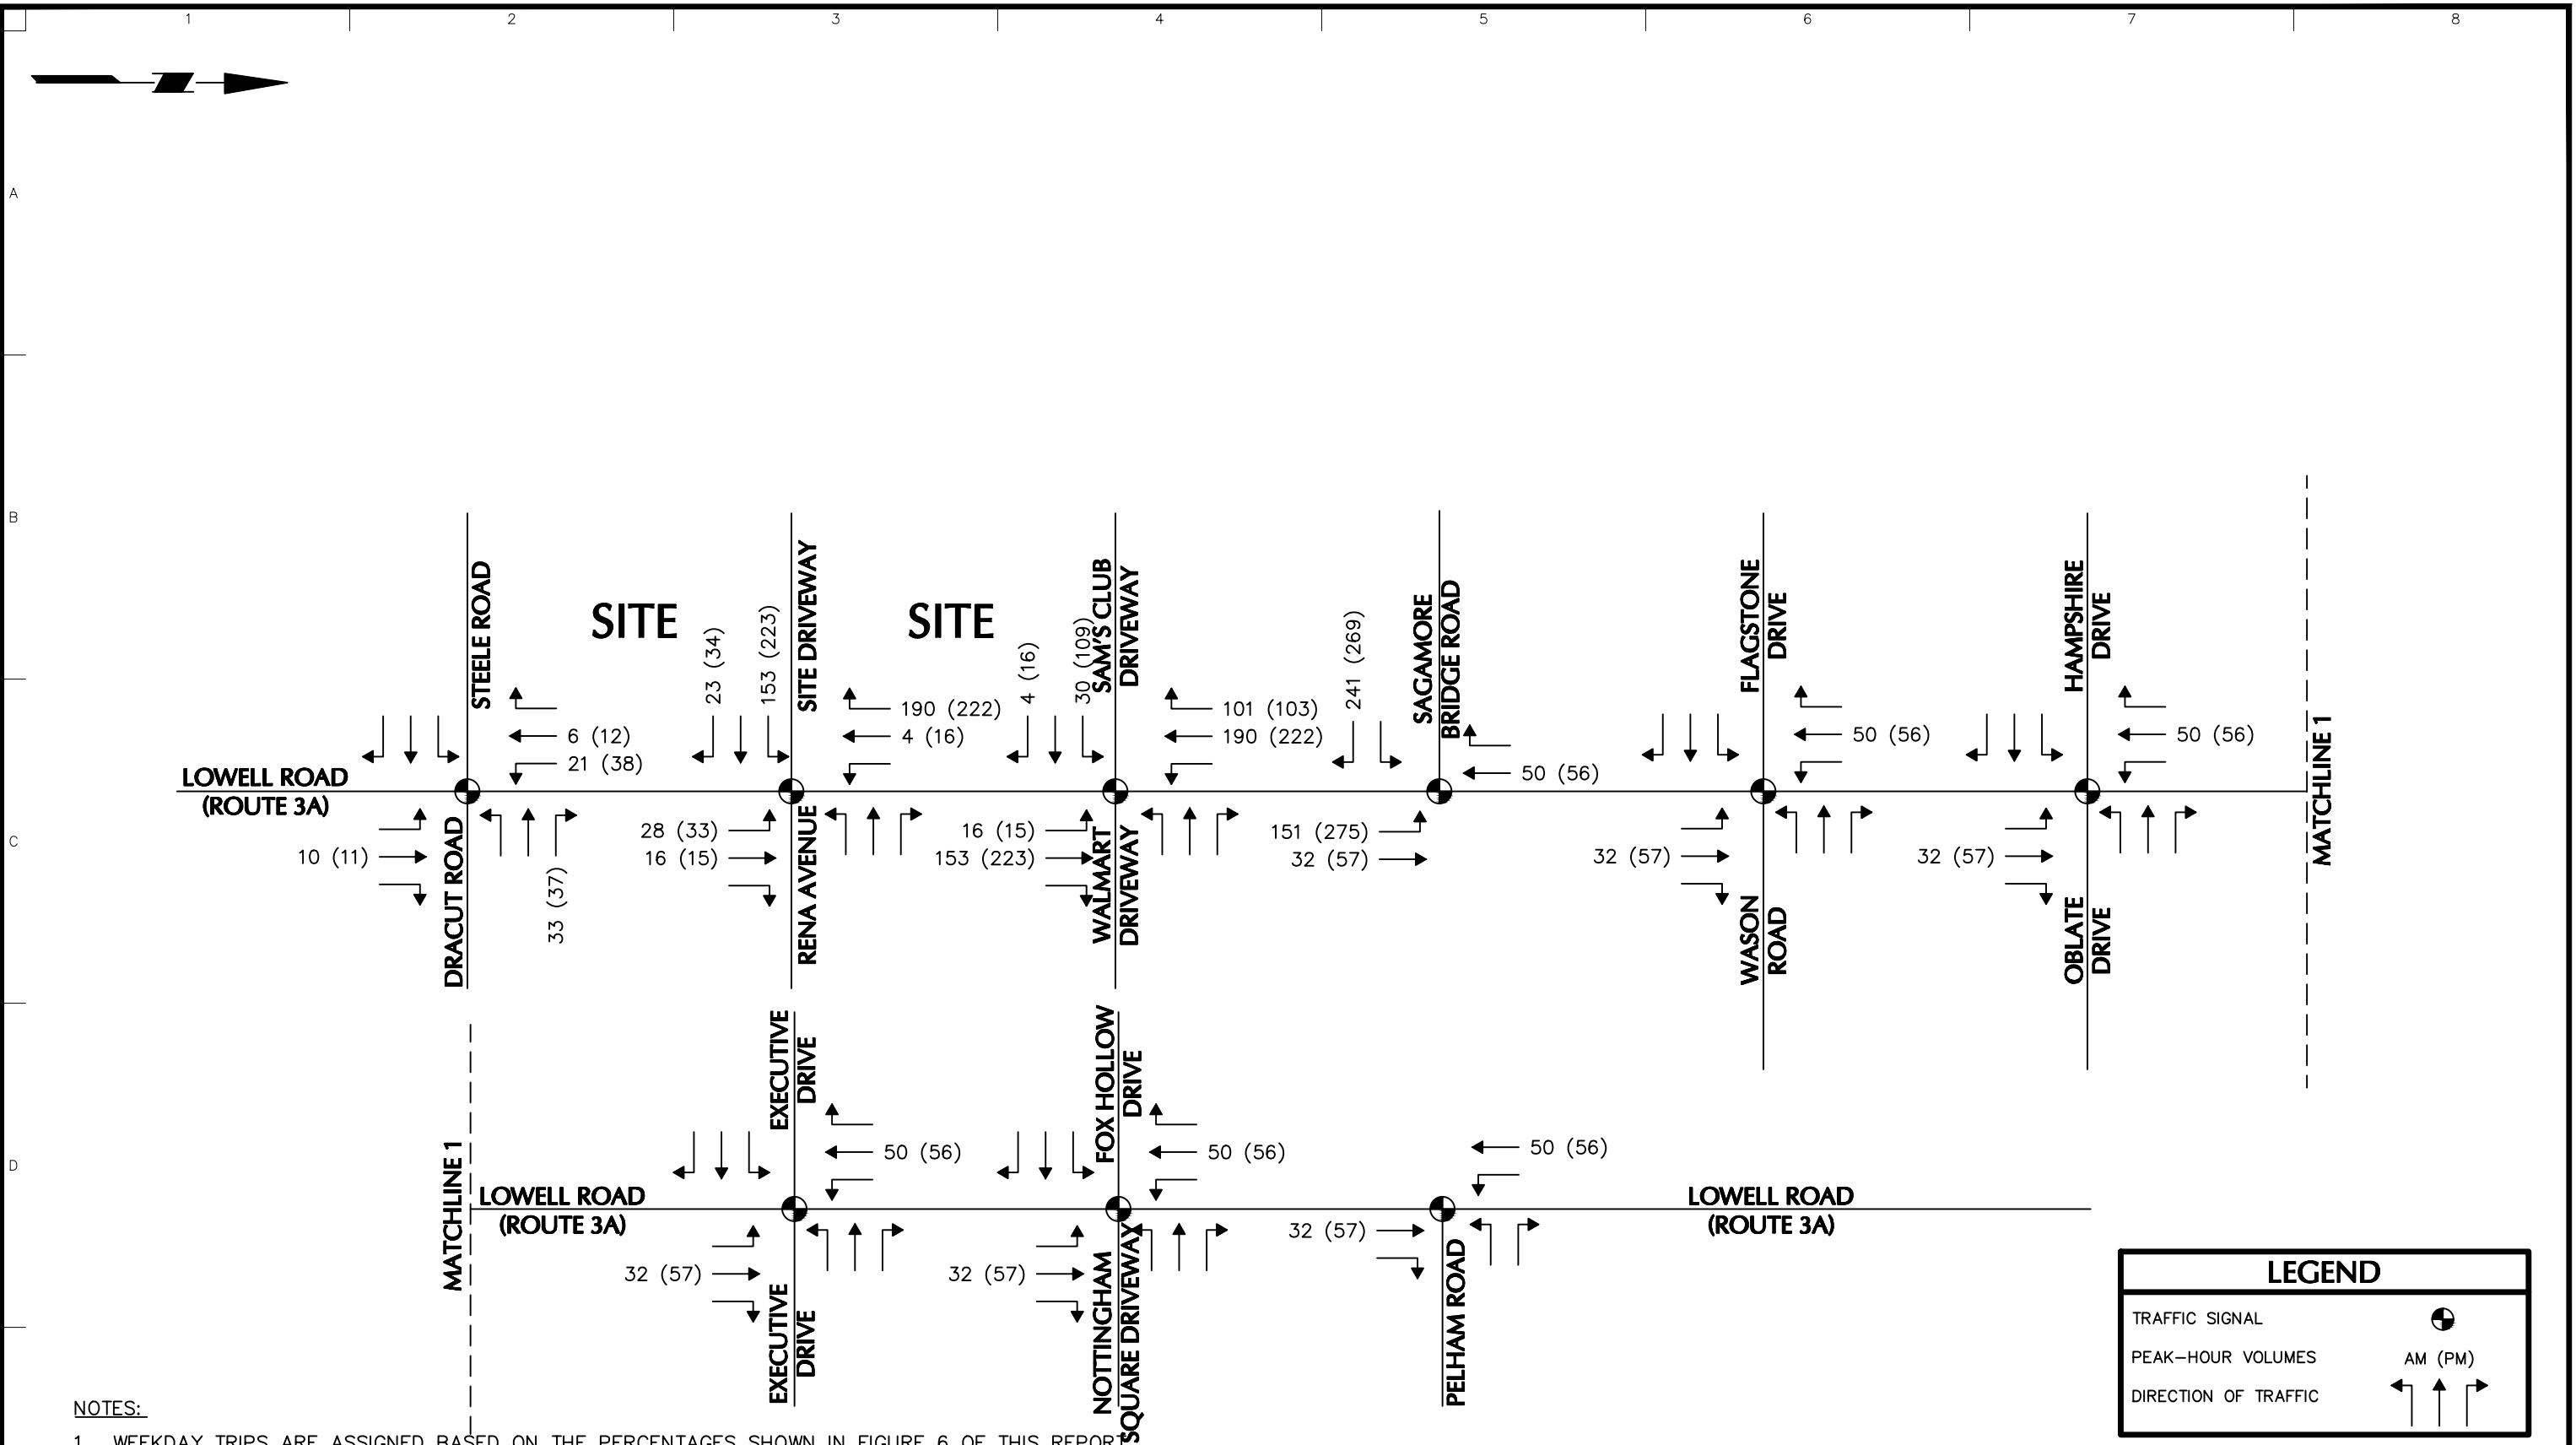 1 2 3 4 5 6 7 8
A
B
C
D
STEELE ROAD
SITE
23 (34)
153 (223)
SITE DRIVEWAY
SITE
4 (16)
30 (109)
SAM'S CLUB
DRIVEWAY
241 (269)
SAGAMORE
BRIDGE ROAD
FLAGSTONE
DRIVE
HAMPSHIRE
DRIVE
MATCHLINE 1
6 (12)
21 (38)
190 (222)
4 (16)
101 (103)
190 (222)
50 (56)
50 (56)
50 (56)
LOWELL ROAD
(ROUTE 3A)
10 (11)
DRACUT ROAD
33 (37)
28 (33)
16 (15)
RENA AVENUE
16 (15)
153 (223)
WALMART
DRIVEWAY
151 (275)
32 (57)
32 (57)
WASON
ROAD
32 (57)
OBLATE
DRIVE
MATCHLINE 1
EXECUTIVE
DRIVE
FOX HOLLOW
DRIVE
50 (56)
50 (56)
50 (56)
LOWELL ROAD
(ROUTE 3A)
LOWELL ROAD
(ROUTE 3A)
32 (57)
EXECUTIVE
DRIVE
32 (57)
NOTTINGHAM
SQUARE DRIVEWAY
32 (57)
PELHAM ROAD
LEGEND
TRAFFIC SIGNAL
PEAK-HOUR VOLUMES AM (PM)
DIRECTION OF TRAFFIC
NOTES:
1. WEEKDAY TRIPS ARE ASSIGNED BASED ON THE PERCENTAGES SHOWN IN FIGURE 6 OF THIS REPORT